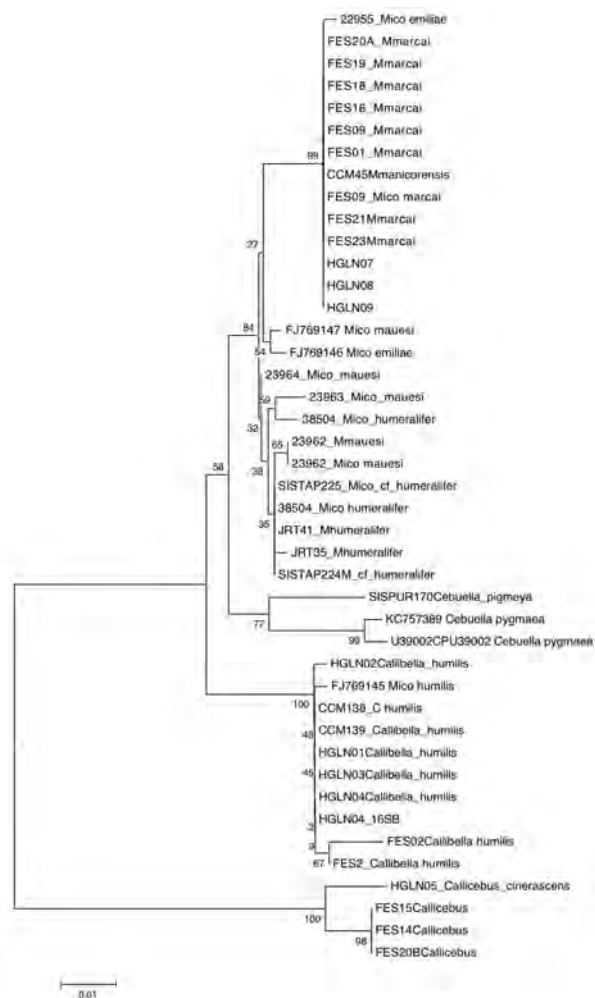 22955_Mico emiliae
FES20A_Mmarcai
FES19_Mmarcai
FES18_Mmarcai
FES16_Mmarcai
FES09_Mmarcai
FES01_Mmarcai
99
CCM45Mmanicorensis
FES09_Mico marcai
FES21Mmarcai
FES23Mmarcai
27
HGLN07
HGLN08
HGLN09
84
FJ769147 Mico mauesi
54
FJ769146 Mico emiliae
23964_Mico_mauesi
59
23963_Mico_mauesi
32
38504_Mico_humeralifer
65
23962_Mmauesi
58
38
23962_Mico mauesi
SISTAP225_Mico_cf_humeralifer
38504_Mico humeralifer
35
JRT41_Mhumeralifer
JRT35_Mhumeralifer
SISTAP224M_cf_humeralifer
SISPUR170Cebuella_pigmeya
77
KC757389 Cebuella pygmaea
99
U39002CPU39002 Cebuella pygmaea
HGLN02Callibella_humilis
FJ769145 Mico humilis
100
CCM138_C humilis
48
CCM139_Callibella_humilis
HGLN01Callibella_humilis
45
HGLN03Callibella_humilis
HGLN04Callibella_humilis
3
HGLN04_16SB
9
FES02Callibella humilis
67
FES2_Callibella humilis
HGLN05_Callicebus_cinerascens
100
FES15Callicebus
FES14Callicebus
98
FES20BCallicebus
0.01